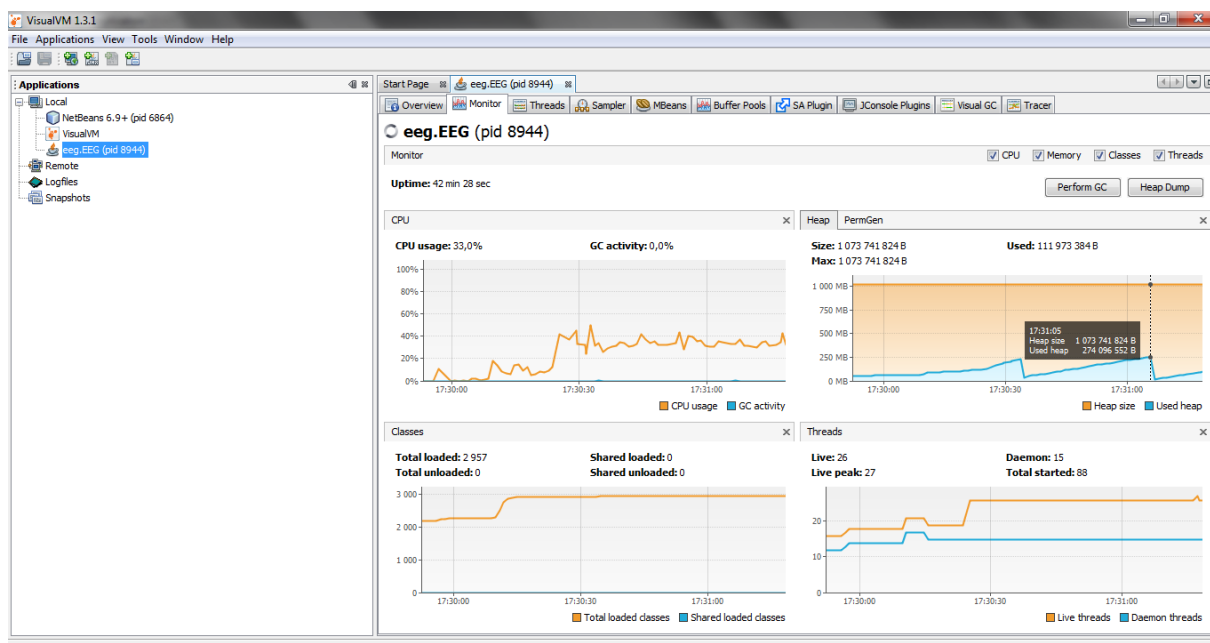 VisualVM 1.3.1
File Applications View Tools Window Help
Applications
Local
NetBeans 6.9+ (pid 6864)
VisualVM
eeg.EEG (pid 8944)
Remote
Logfiles
Snapshots
Start Page eeg.EEG (pid 8944)
Overview Monitor Threads Sampler MBeans Buffer Pools SA Plugin JConsole Plugins Visual GC Tracer
eeg.EEG (pid 8944)
Monitor CPU Memory Classes Threads
Uptime: 42 min 28 sec Perform GC Heap Dump
CPU
CPU usage: 33,0% GC activity: 0,0%
100%
80%
60%
40%
20%
0%
17:30:00 17:30:30 17:31:00
CPU usage GC activity
Heap PermGen
Size: 1 073 741 824 B Used: 111 973 384 B
Max: 1 073 741 824 B
1 000 MB
750 MB
500 MB
250 MB
0 MB
17:31:05
Heap size 1 073 741 824 B
Used heap 274 096 552 B
17:30:00 17:30:30 17:31:00
Heap size Used heap
Classes
Total loaded: 2 957 Shared loaded: 0
Total unloaded: 0 Shared unloaded: 0
3 000
2 000
1 000
0
17:30:00 17:30:30 17:31:00
Total loaded classes Shared loaded classes
Threads
Live: 26 Daemon: 15
Live peak: 27 Total started: 88
20
10
0
17:30:00 17:30:30 17:31:00
Live threads Daemon threads